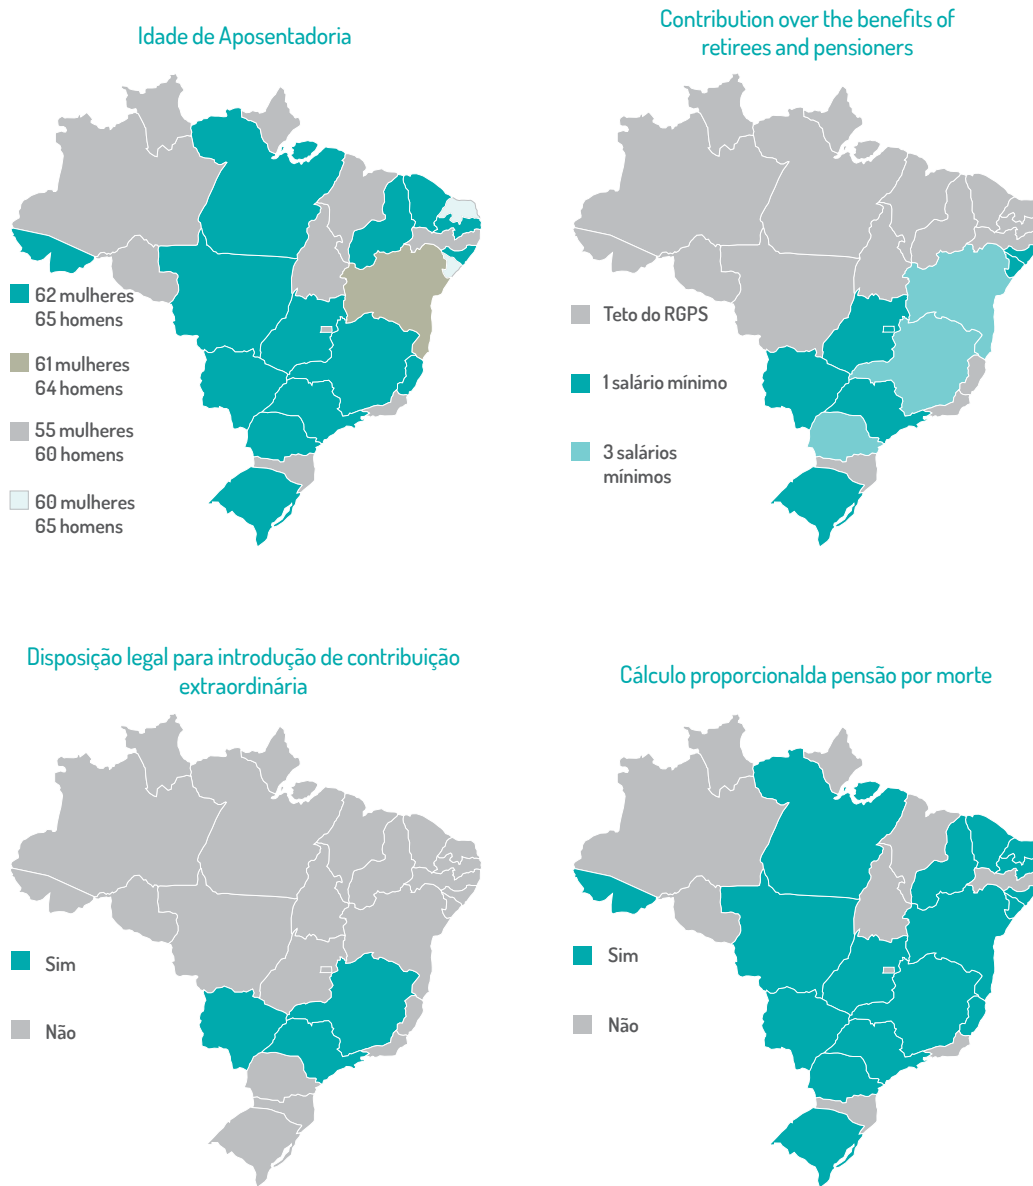 Idade de Aposentadoria
62 mulheres
65 homens
61 mulheres
64 homens
55 mulheres
60 homens
60 mulheres
65 homens
Contribution over the benefits of
retirees and pensioners
Teto do RGPS
1 salário mínimo
3 salários
mínimos
Disposição legal para introdução de contribuição
extraordinária
Sim
Não
Cálculo proporcionalda pensão por morte
Sim
Não